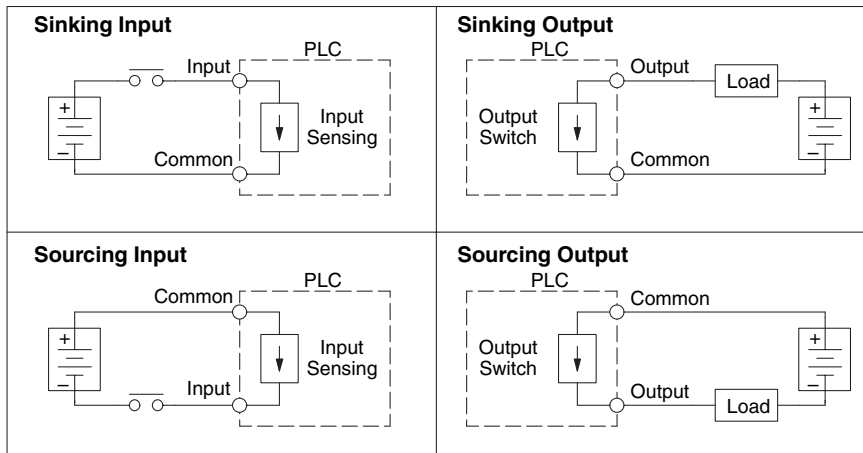 Sinking Input
PLC
Input
+
Input
Sensing
–
Common
Sinking Output
PLC
Output
Load
+
Output
Switch
–
Common
Sourcing Input
PLC
Common
+
Input
Sensing
–
Input
Sourcing Output
PLC
Common
+
Output
Switch
–
Output
Load